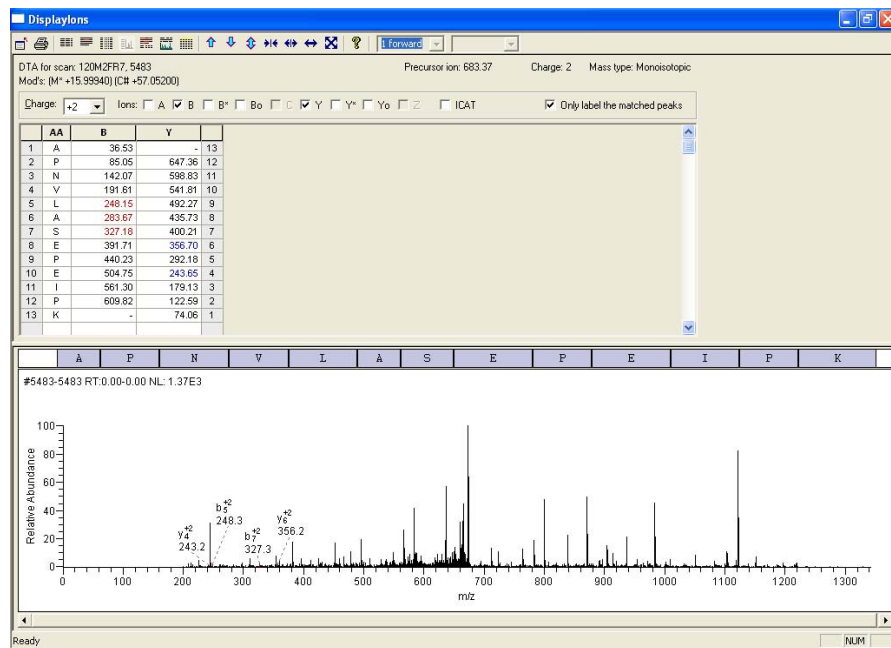 DisplayIons
1 forward
DTA for scan: 120M2FR7, 5483 Precursor ion: 683.37 Charge: 2 Mass type: Monoisotopic
Mod's: (M* +15.99940) (C# +57.05200)
Charge: +2 Ions: A B B* Bo C Y Y* Yo Z ICAT Only label the matched peaks
AA B Y
1 A 36.53 - 13
2 P 85.05 647.36 12
3 N 142.07 598.83 11
4 V 191.61 541.81 10
5 L 248.15 492.27 9
6 A 283.67 435.73 8
7 S 327.18 400.21 7
8 E 391.71 356.70 6
9 P 440.23 292.18 5
10 E 504.75 243.65 4
11 I 561.30 179.13 3
12 P 609.82 122.59 2
13 K - 74.06 1
A P N V L A S E P E I P K
#5483-5483 RT:0.00-0.00 NL: 1.37E3
Relative Abundance
100
80
60
40
20
0
y4+2
243.2
b5+2
248.3
b7+2
327.3
y6+2
356.2
0 100 200 300 400 500 600 700 800 900 1000 1100 1200 1300
m/z
Ready NUM